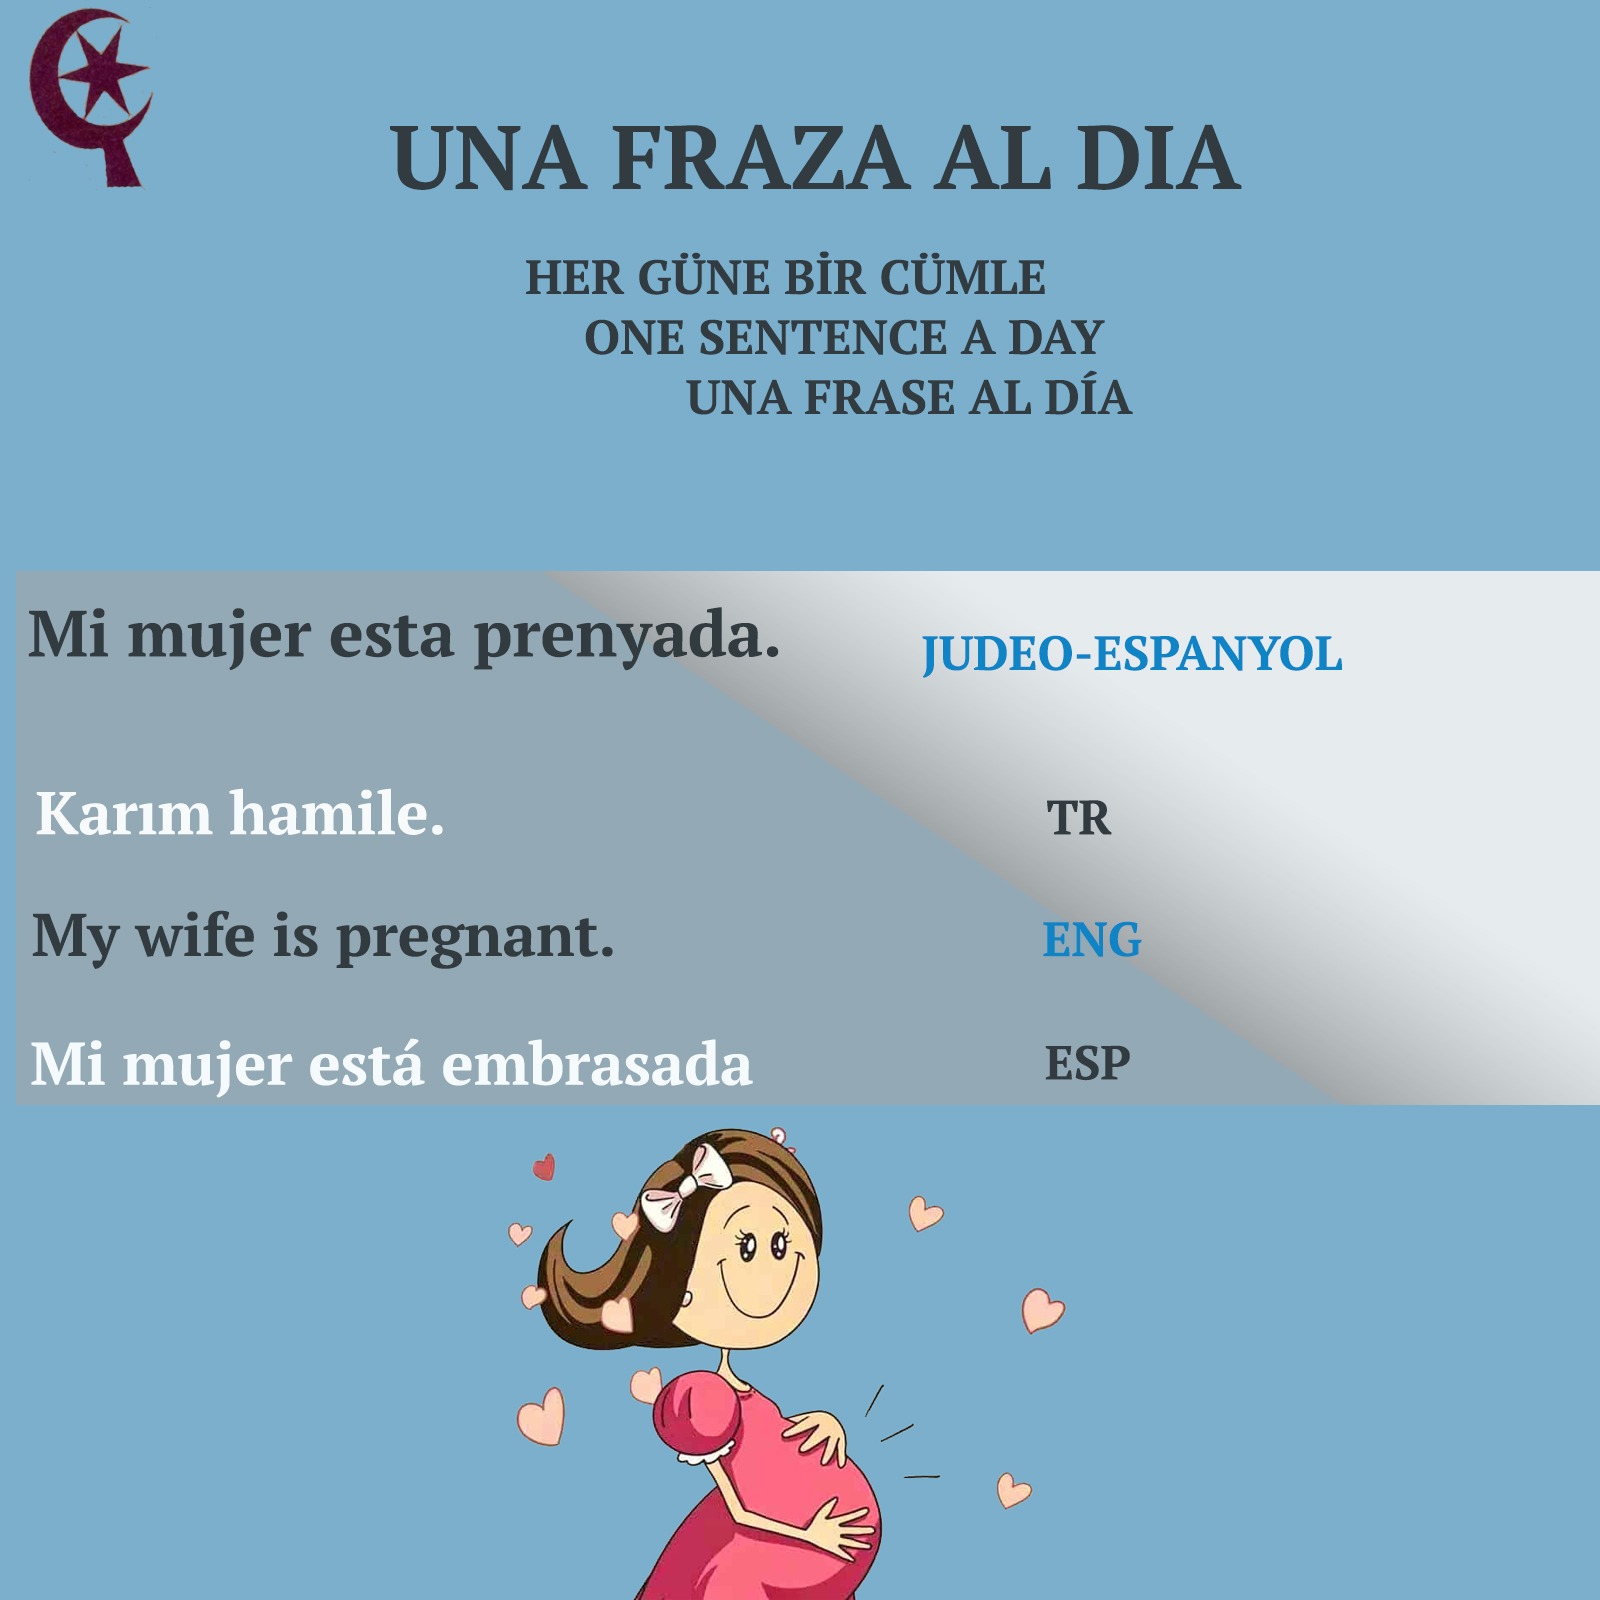 UNA FRAZA AL DIA
HER GÜNE BİR CÜMLE
ONE SENTENCE A DAY
UNA FRASE AL DÍA
Mi mujer esta prenyada.
JUDEO-ESPANYOL
Karım hamile.
TR
My wife is pregnant.
ENG
Mi mujer está embrasada
ESP